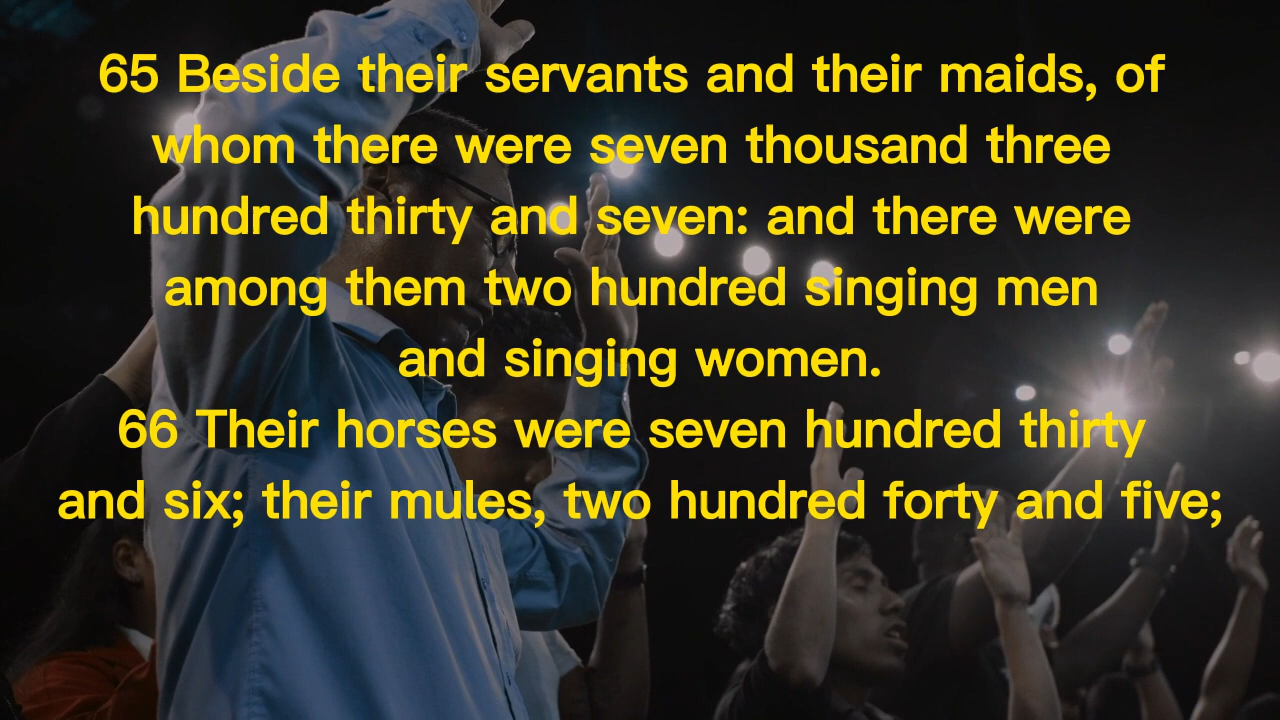 65 Beside their servants and their maids, of
whom there were seven thousand three
hundred thirty and seven: and there were
among them two hundred singing men
and singing women.
66 Their horses were seven hundred thirty
and six; their mules, two hundred forty and five;